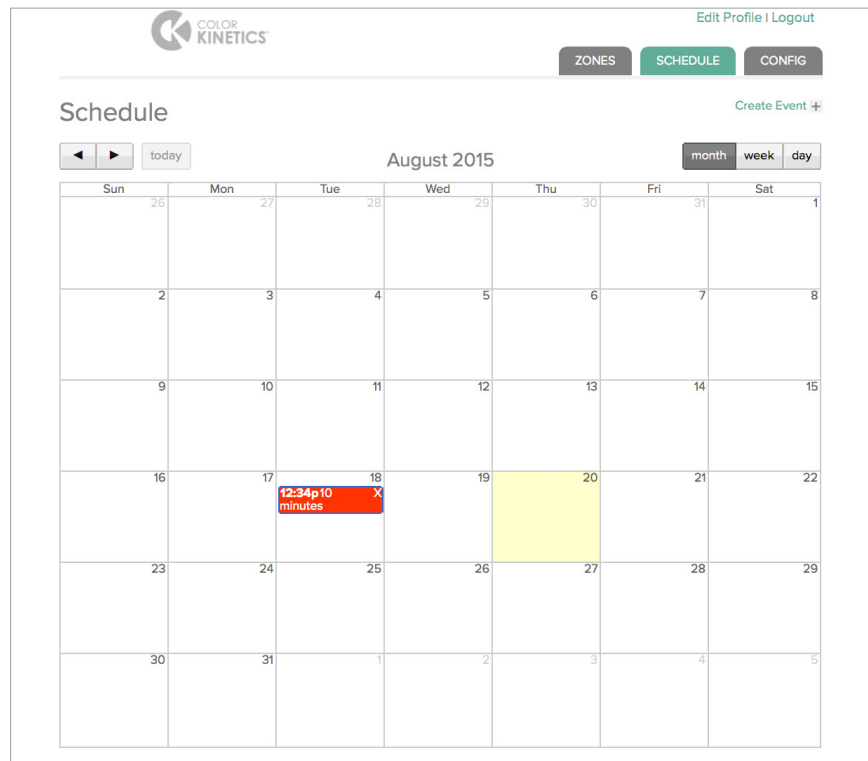 Edit Profile | Logout
COLOR
KINETICS
ZONES SCHEDULE CONFIG
Schedule
Create Event +
◄ ► today August 2015 month week day
Sun Mon Tue Wed Thu Fri Sat
26 27 28 29 30 31 1
2 3 4 5 6 7 8
9 10 11 12 13 14 15
16 17 18 19 20 21 22
12:34p 10 X
minutes
23 24 25 26 27 28 29
30 31 1 2 3 4 5